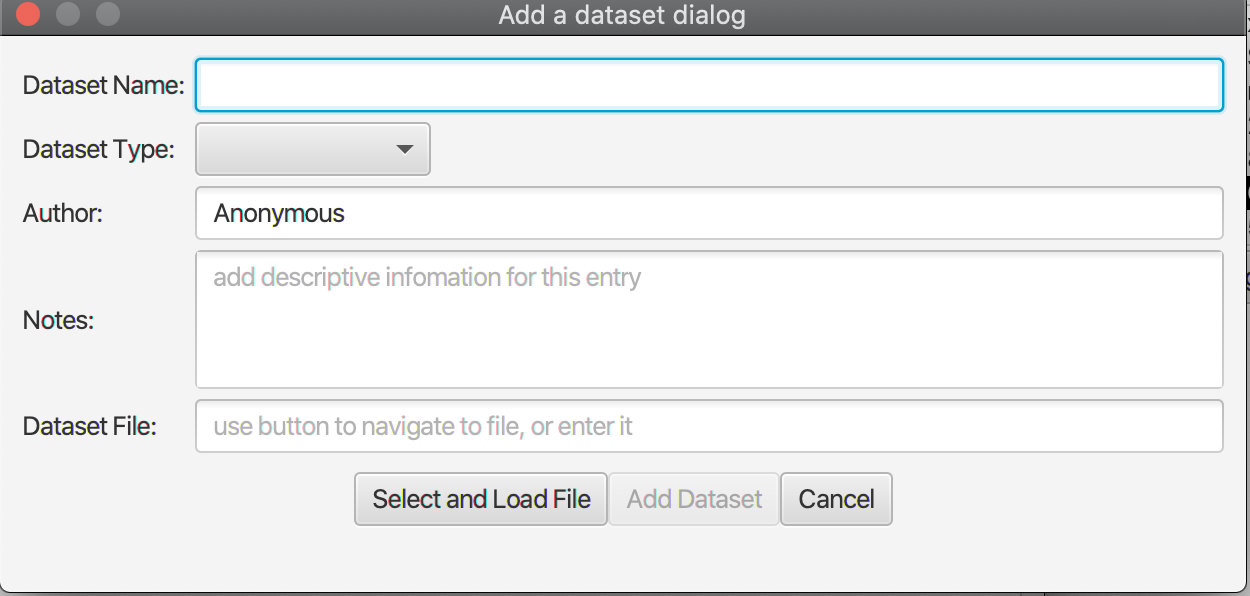 Add a dataset dialog
Dataset Name:
Dataset Type:
Author: Anonymous
Notes: add descriptive infomation for this entry
Dataset File: use button to navigate to file, or enter it
Select and Load File Add Dataset Cancel